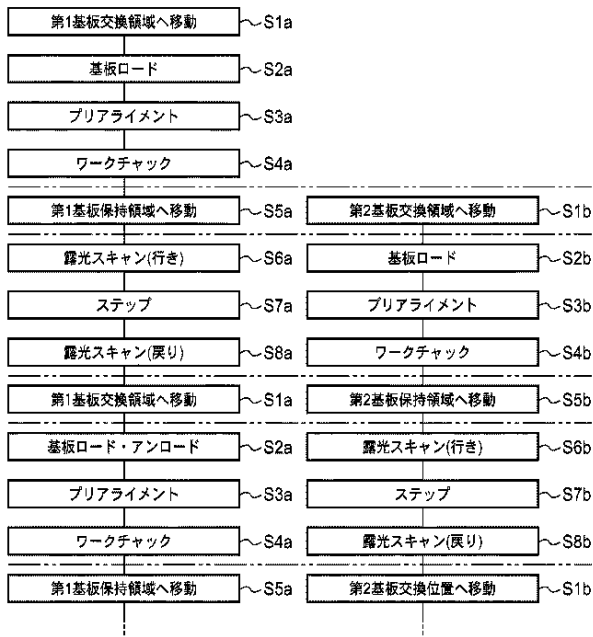 第1基板交換領域へ移動 S1a
基板ロード S2a
プリアライメント S3a
ワークチャック S4a
第1基板保持領域へ移動 S5a 第2基板交換領域へ移動 S1b
露光スキャン(行き) S6a 基板ロード S2b
ステップ S7a プリアライメント S3b
露光スキャン(戻り) S8a ワークチャック S4b
第1基板交換領域へ移動 S1a 第2基板保持領域へ移動 S5b
基板ロード・アンロード S2a 露光スキャン(行き) S6b
プリアライメント S3a ステップ S7b
ワークチャック S4a 露光スキャン(戻り) S8b
第1基板保持領域へ移動 S5a 第2基板交換位置へ移動 S1b